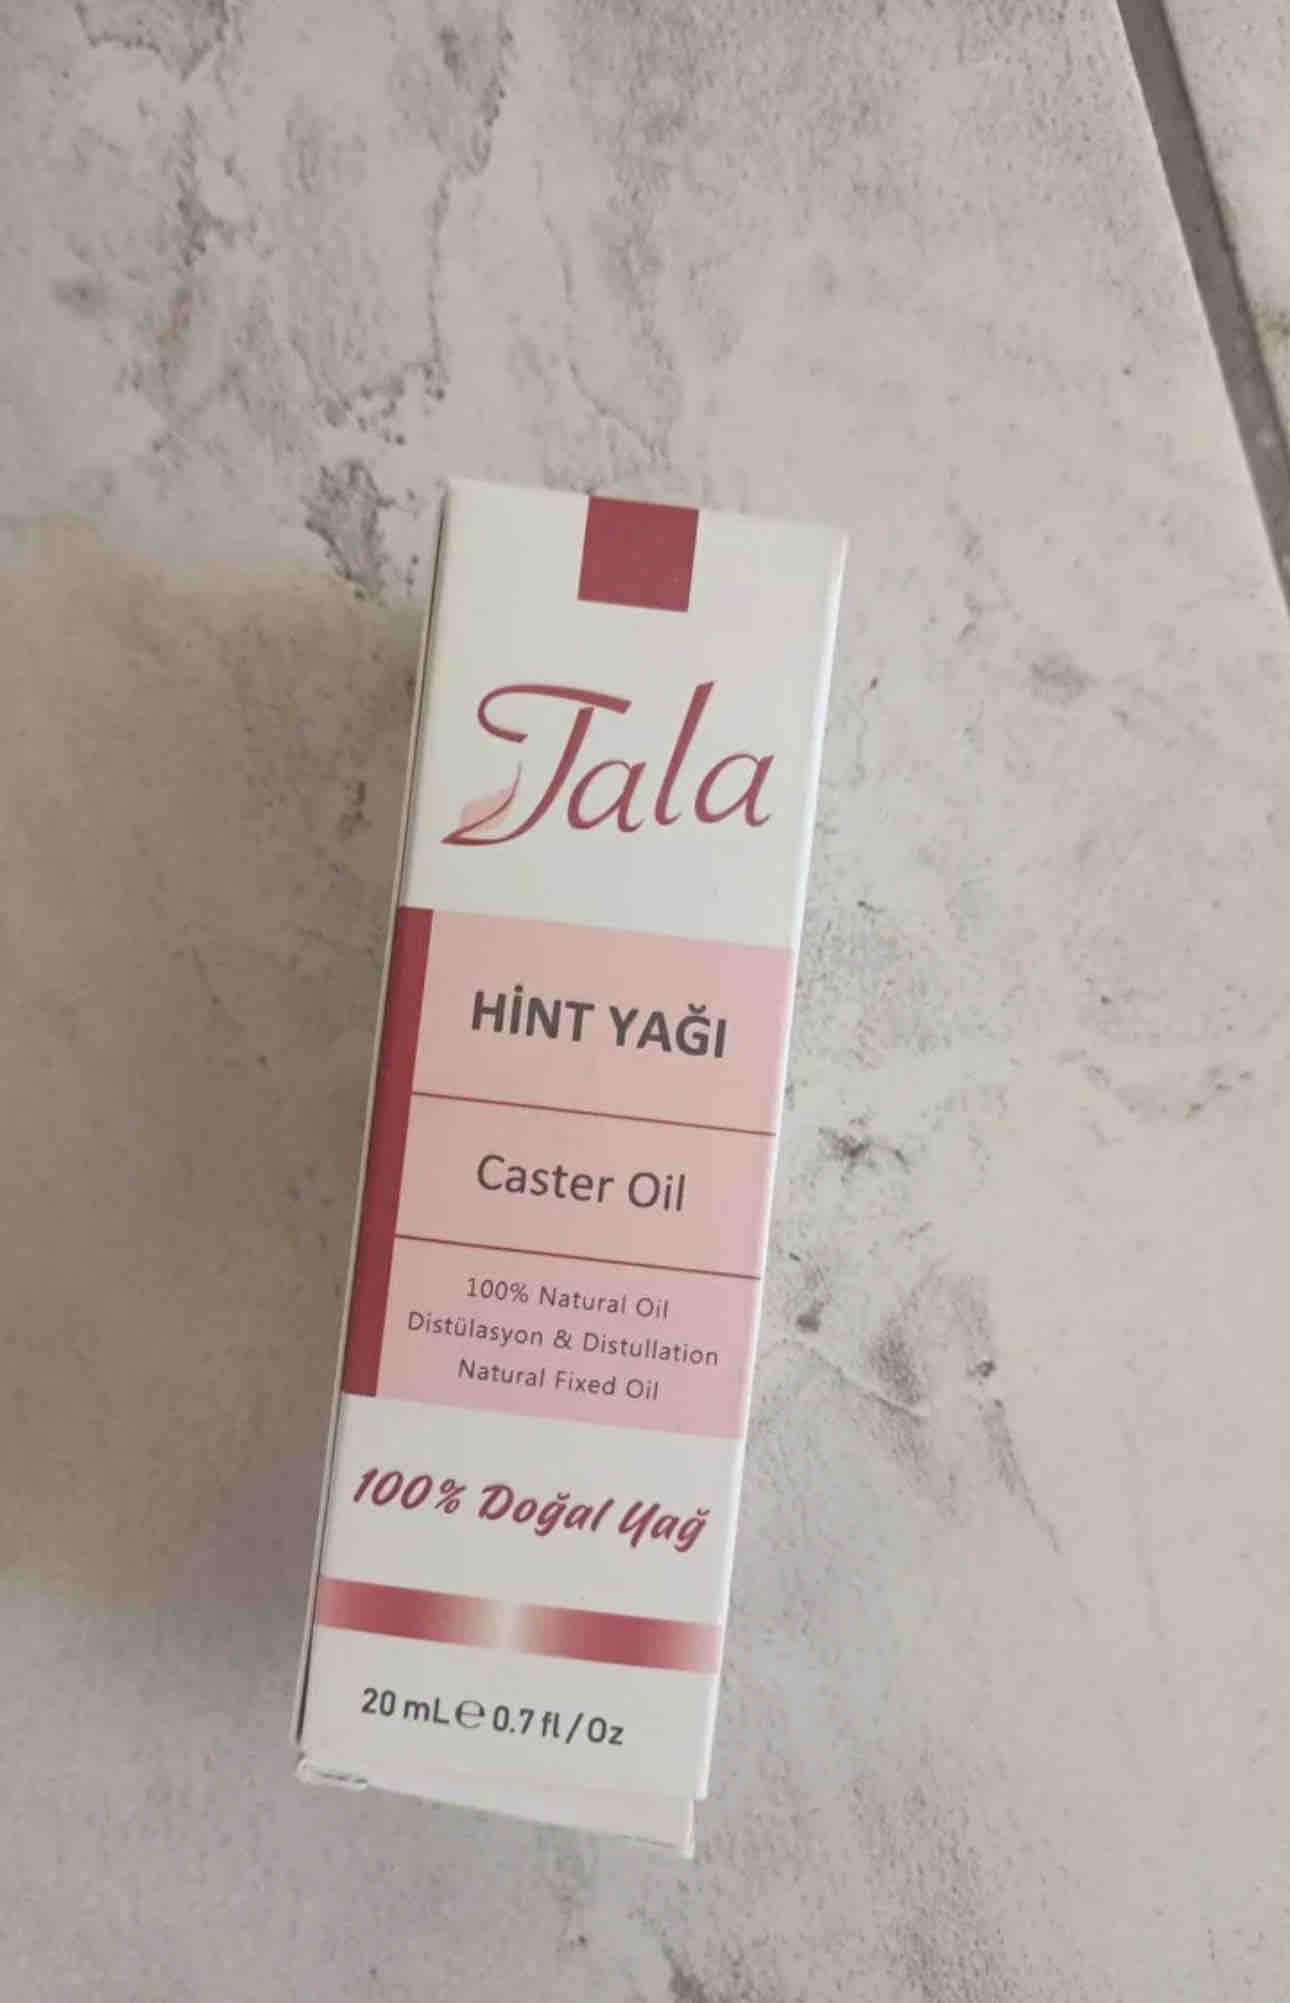 Tala
HİNT YAĞI
Caster Oil
100% Natural Oil
Distülasyon & Distullation
Natural Fixed Oil
100% Doğal Yağ
20 mL ℮ 0.7 fl / Oz